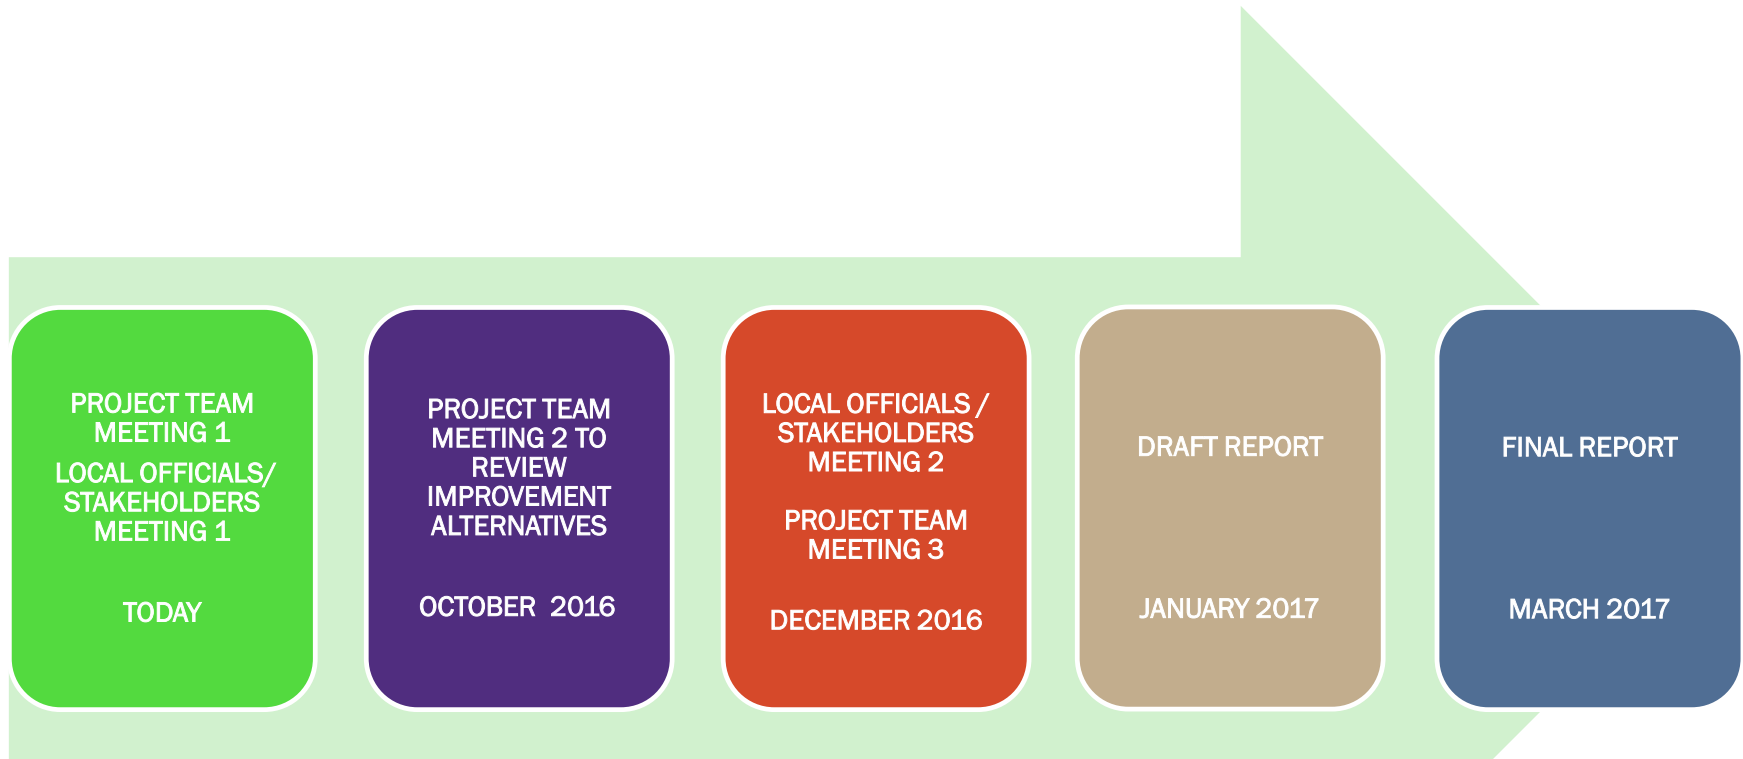 PROJECT TEAM
MEETING 1
LOCAL OFFICIALS/
STAKEHOLDERS
MEETING 1
TODAY
PROJECT TEAM
MEETING 2 TO
REVIEW
IMPROVEMENT
ALTERNATIVES
OCTOBER  2016
LOCAL OFFICIALS /
STAKEHOLDERS
MEETING 2
PROJECT TEAM
MEETING 3
DECEMBER 2016
DRAFT REPORT
JANUARY 2017
FINAL REPORT
MARCH 2017